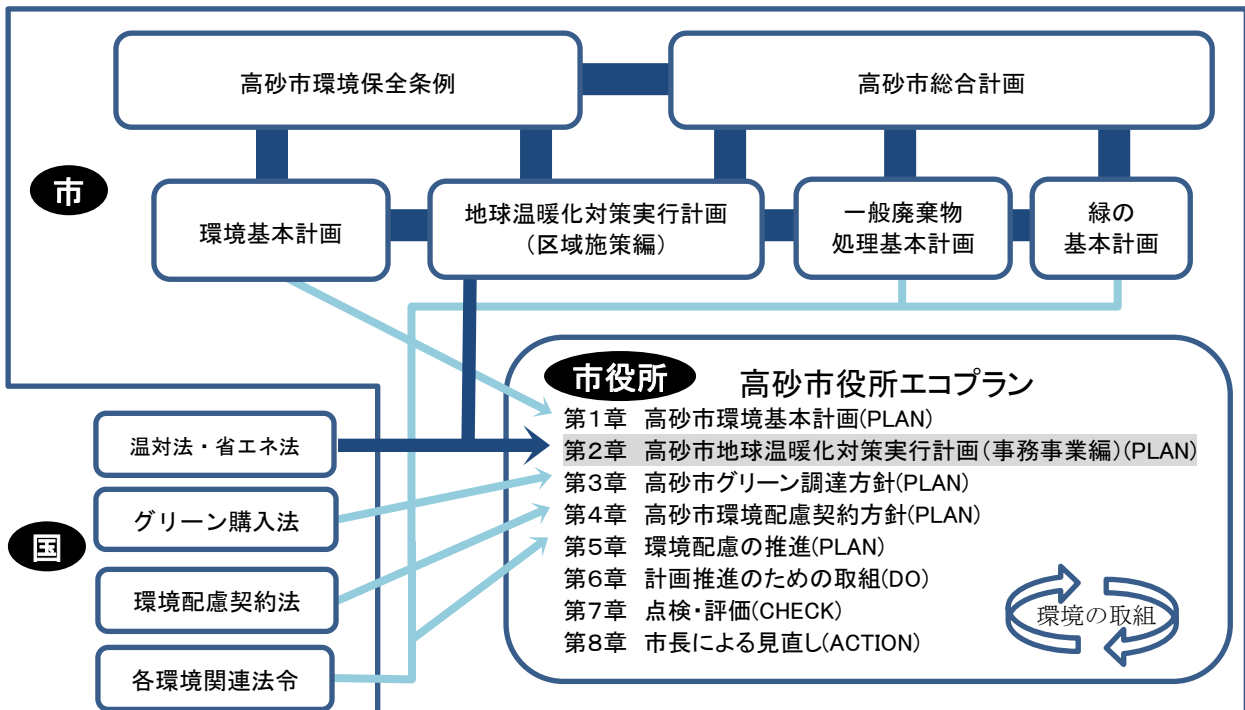 高砂市環境保全条例
高砂市総合計画
市
環境基本計画
地球温暖化対策実行計画
(区域施策編)
一般廃棄物
処理基本計画
緑の
基本計画
市役所
高砂市役所エコプラン
第1章 高砂市環境基本計画(PLAN)
第2章 高砂市地球温暖化対策実行計画(事務事業編)(PLAN)
第3章 高砂市グリーン調達方針(PLAN)
第4章 高砂市環境配慮契約方針(PLAN)
第5章 環境配慮の推進(PLAN)
第6章 計画推進のための取組(DO)
第7章 点検・評価(CHECK)
第8章 市長による見直し(ACTION)
環境の取組
国
温対法・省エネ法
グリーン購入法
環境配慮契約法
各環境関連法令